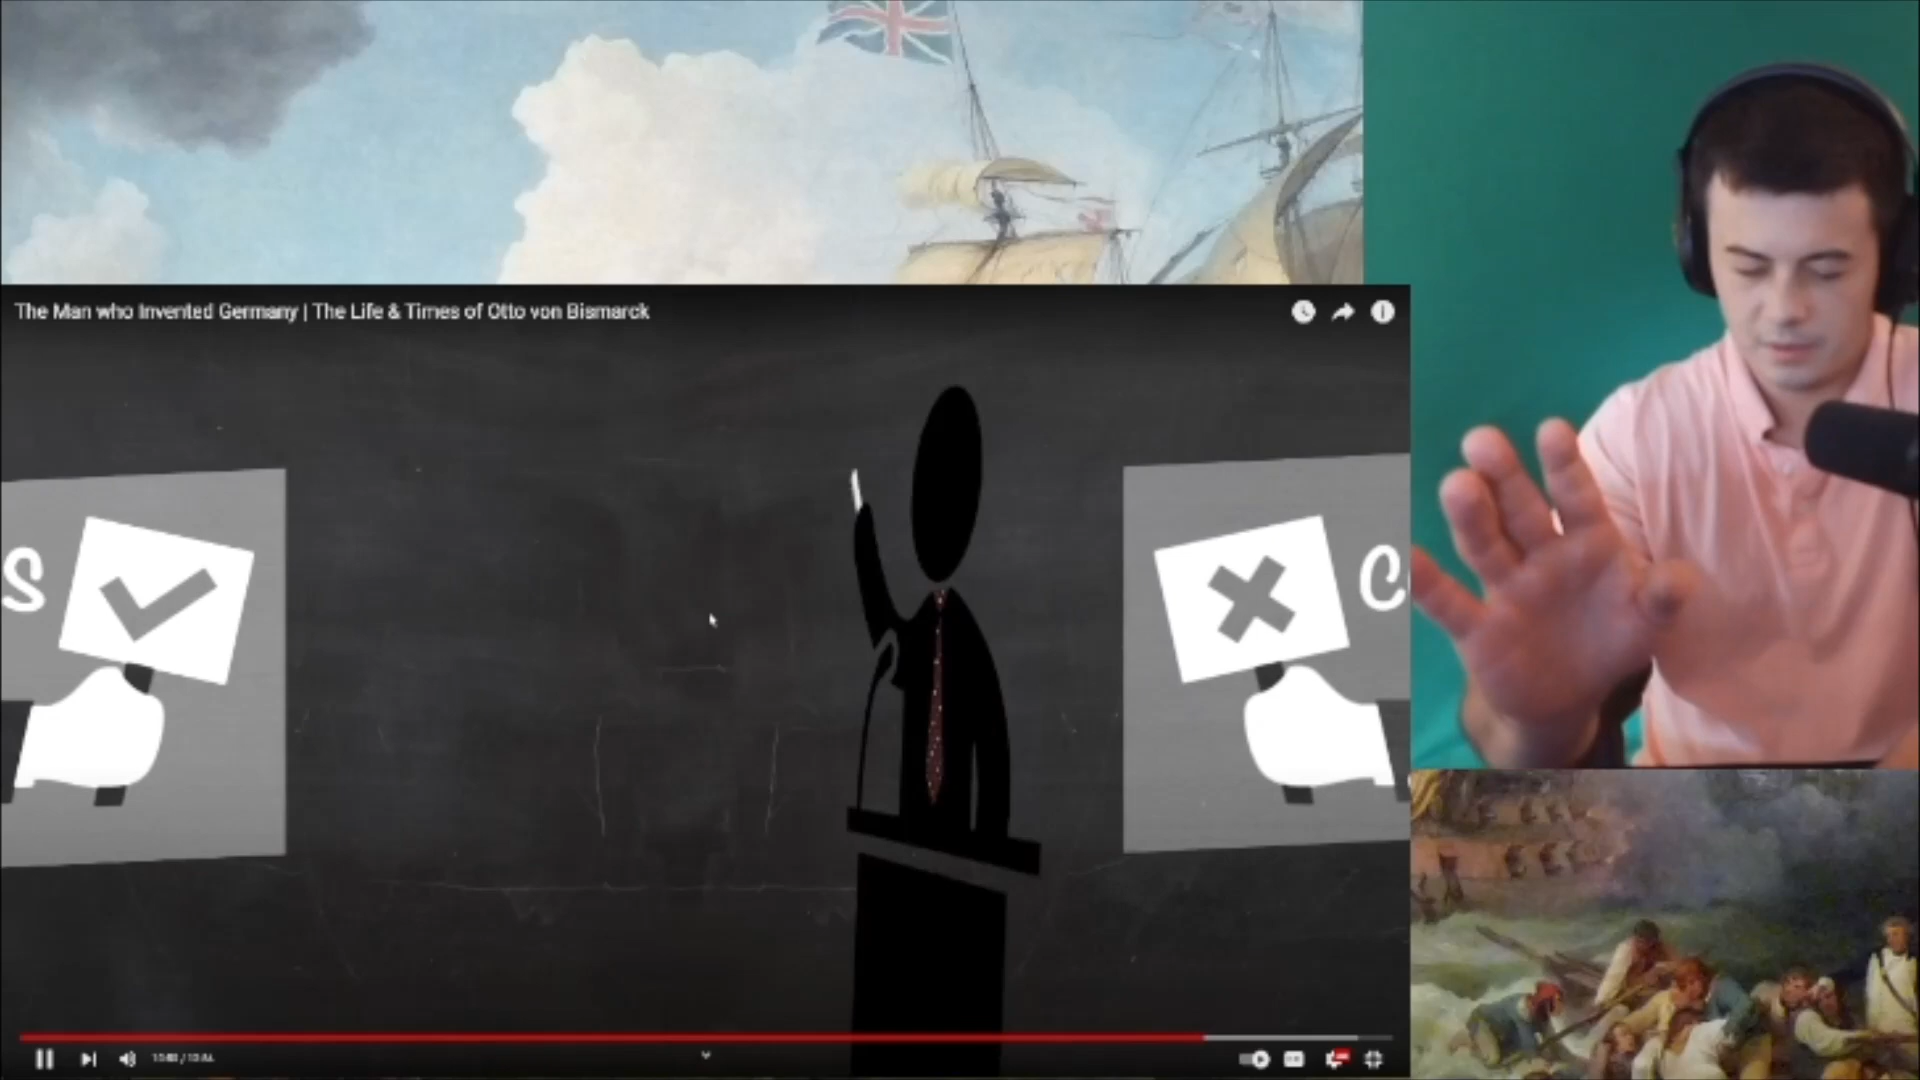 The Man who Invented Germany | The Life & Times of Otto von Bismarck
S
C